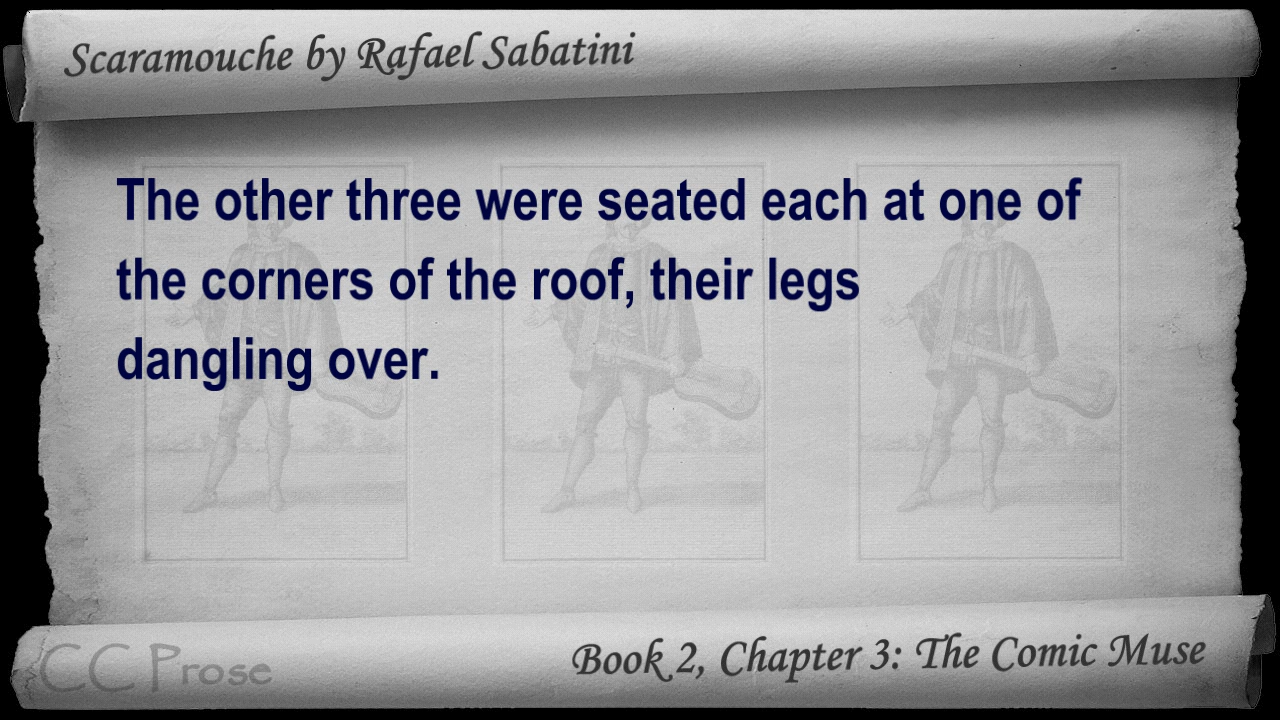 Scaramouche by Rafael Sabatini
The other three were seated each at one of
the corners of the roof, their legs
dangling over.
CC Prose
Book 2, Chapter 3: The Comic Muse